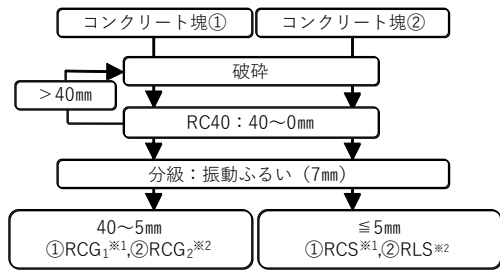 コンクリート塊① コンクリート塊②
破砕
>40mm
RC40：40～0mm
分級：振動ふるい（7mm）
40～5mm
①RCG₁※1,②RCG₂※2
≦5mm
①RCS※1,②RLS※2